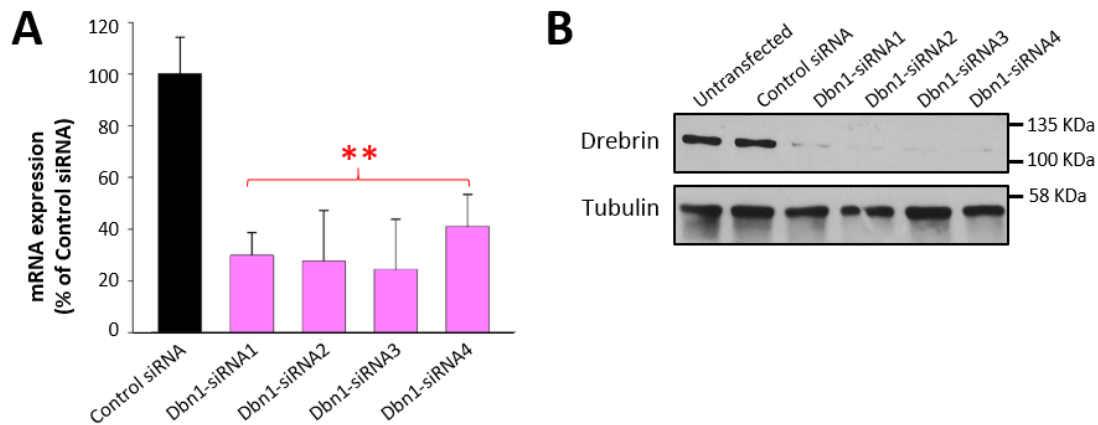 A
mRNA expression
(% of Control siRNA)
120
100
80
60
40
20
0
**
Control siRNA
Dbn1-siRNA1
Dbn1-siRNA2
Dbn1-siRNA3
Dbn1-siRNA4
B
Untransfected
Control siRNA
Dbn1-siRNA1
Dbn1-siRNA2
Dbn1-siRNA3
Dbn1-siRNA4
Drebrin
135 KDa
100 KDa
Tubulin
58 KDa